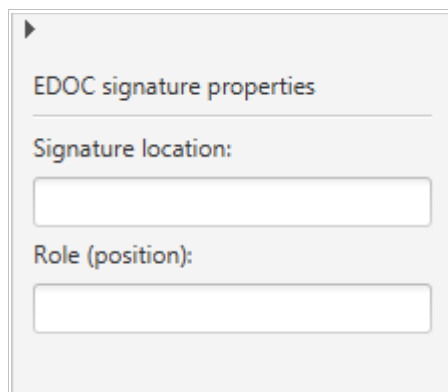 EDOC signature properties
Signature location:
Role (position):